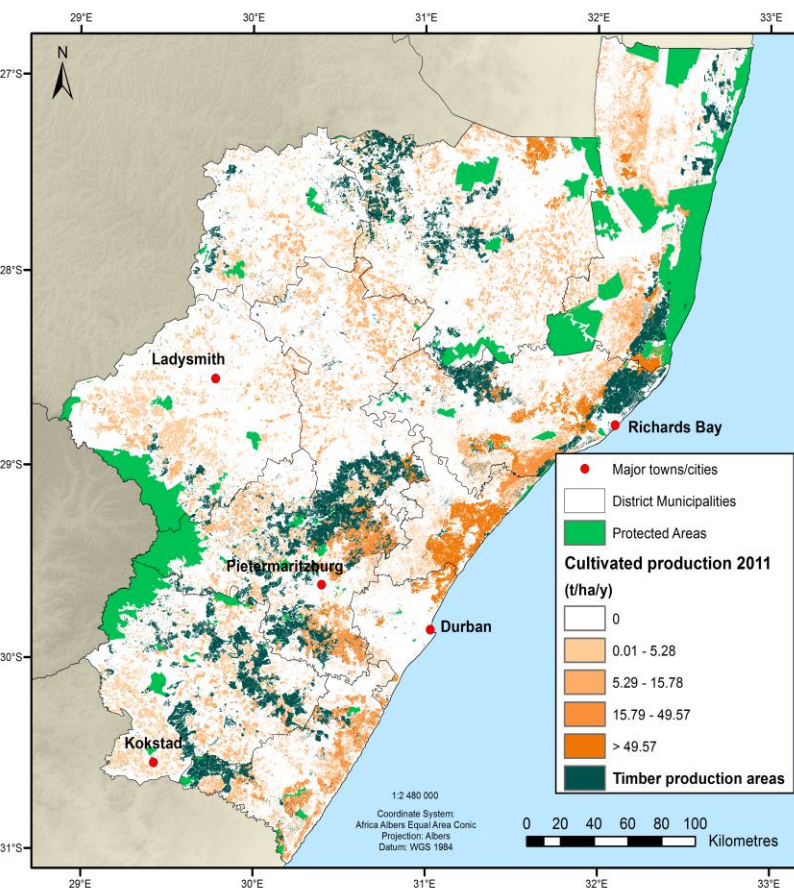 29°E 30°E 31°E 32°E 33°E
N
27°S
28°S
Ladysmith
Richards Bay
29°S
Major towns/cities
District Municipalities
Protected Areas
Cultivated production 2011
(t/ha/y)
0
0.01 - 5.28
5.29 - 15.78
15.79 - 49.57
> 49.57
Timber production areas
Pietermaritzburg
Durban
30°S
Kokstad
1:2 480 000
Coordinate System:
Africa Albers Equal Area Conic
Projection: Albers
Datum: WGS 1984
0 10 20 40 60 80 100
Kilometres
31°S
29°E 30°E 31°E 32°E 33°E